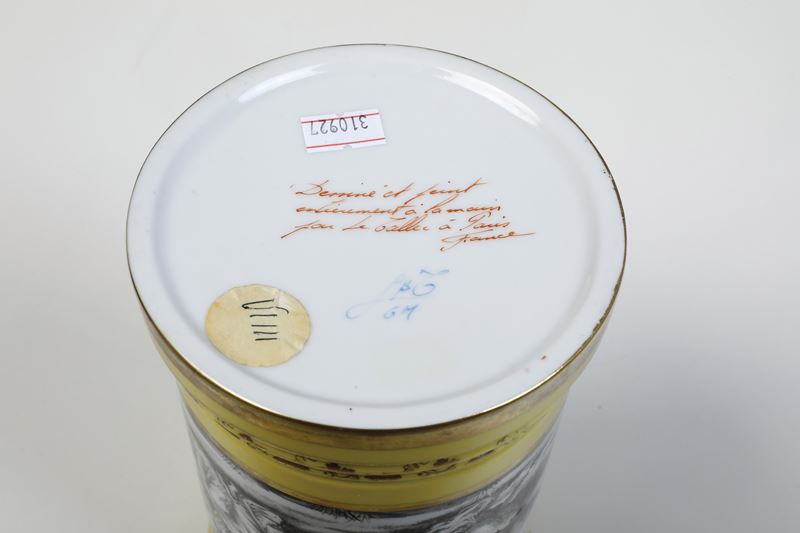 310927
Dessiné et peint
entièrement à la main
par Le Tallec à Paris
France